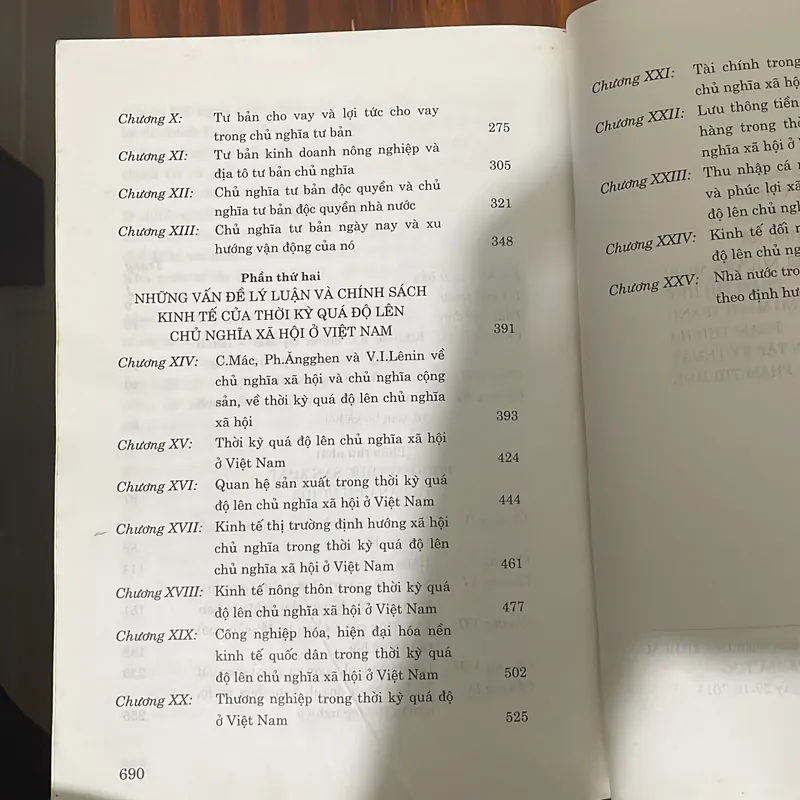 Chương X: Tư bản cho vay và lợi tức cho vay
trong chủ nghĩa tư bản 275
Chương XI: Tư bản kinh doanh nông nghiệp và
địa tô tư bản chủ nghĩa 305
Chương XII: Chủ nghĩa tư bản độc quyền và chủ
nghĩa tư bản độc quyền nhà nước 321
Chương XIII: Chủ nghĩa tư bản ngày nay và xu
hướng vận động của nó 348
Phần thứ hai
NHỮNG VẤN ĐỀ LÝ LUẬN VÀ CHÍNH SÁCH
KINH TẾ CỦA THỜI KỲ QUÁ ĐỘ LÊN
CHỦ NGHĨA XÃ HỘI Ở VIỆT NAM 391
Chương XIV: C.Mác, Ph.Ăngghen và V.I.Lênin về
chủ nghĩa xã hội và chủ nghĩa cộng
sản, về thời kỳ quá độ lên chủ nghĩa
xã hội 393
Chương XV: Thời kỳ quá độ lên chủ nghĩa xã hội
ở Việt Nam 424
Chương XVI: Quan hệ sản xuất trong thời kỳ quá
độ lên chủ nghĩa xã hội ở Việt Nam 444
Chương XVII: Kinh tế thị trường định hướng xã hội
chủ nghĩa trong thời kỳ quá độ lên
chủ nghĩa xã hội ở Việt Nam 461
Chương XVIII: Kinh tế nông thôn trong thời kỳ quá
độ lên chủ nghĩa xã hội ở Việt Nam 477
Chương XIX: Công nghiệp hóa, hiện đại hóa nền
kinh tế quốc dân trong thời kỳ quá
độ lên chủ nghĩa xã hội ở Việt Nam 502
Chương XX: Thương nghiệp trong thời kỳ quá độ
ở Việt Nam 525
690
Chương XXI: Tài chính trong
chủ nghĩa xã hộ
Chương XXII: Lưu thông tiền
hàng trong thờ
nghĩa xã hội ở V
Chương XXIII: Thu nhập cá n
và phúc lợi xã
độ lên chủ ngh
Chương XXIV: Kinh tế đối n
độ lên chủ ng
Chương XXV: Nhà nước tro
theo định hư